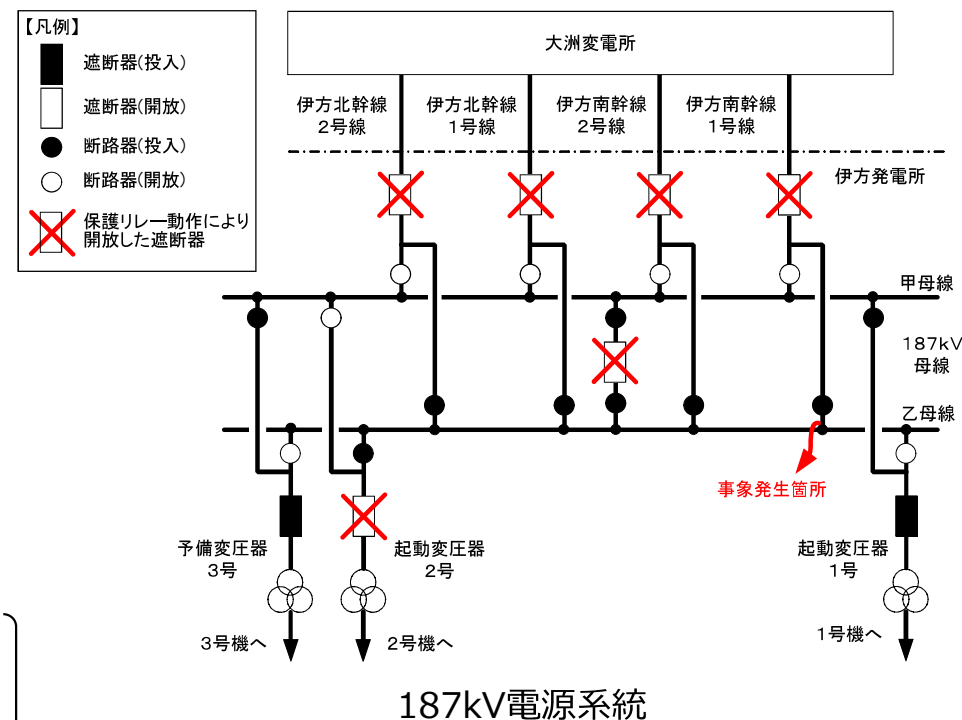 【凡例】
遮断器(投入)
遮断器(開放)
断路器(投入)
断路器(開放)
保護リレー動作により
開放した遮断器
大洲変電所
伊方北幹線
2号線
伊方北幹線
1号線
伊方南幹線
2号線
伊方南幹線
1号線
伊方発電所
甲母線
187kV
母線
乙母線
事象発生箇所
予備変圧器
3号
起動変圧器
2号
起動変圧器
1号
3号機へ
2号機へ
1号機へ
187kV電源系統